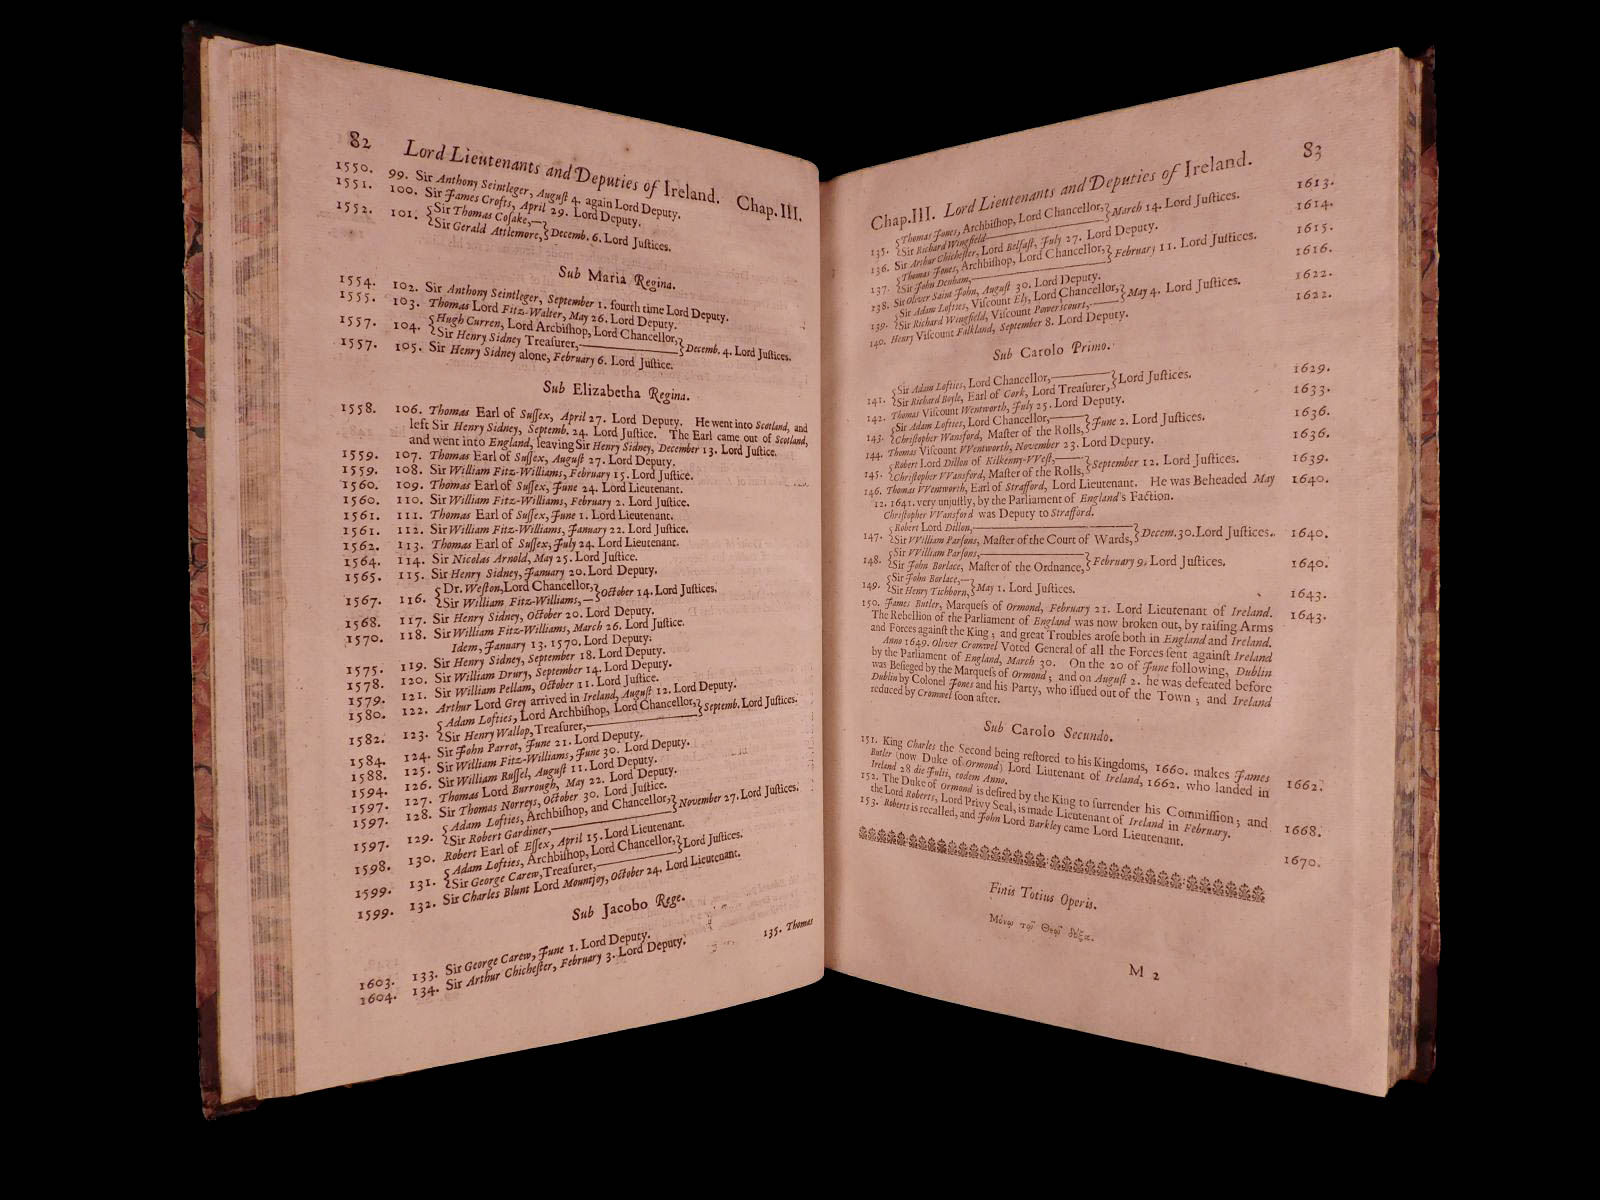 82 Lord Lieutenants and Deputies of Ireland. Chap. III.
1550. 99. Sir Anthony Seintleger, Auguſt 4. again Lord Deputy.
1551. 100. Sir James Crofts, April 29. Lord Deputy.
1552. 101. {Sir Thomas Coſake,—
{Sir Gerald Attlemore,} Decemb. 6. Lord Juſtices.
Sub Maria Regina.
1554. 102. Sir Anthony Seintleger, September 1. fourth time Lord Deputy.
1555. 103. Thomas Lord Fitz-Walter, May 26. Lord Deputy.
1557. 104. {Hugh Curren, Lord Arcbiſhop, Lord Chancellor,
{Sir Henry Sidney Treaſurer,—} Decemb. 4. Lord Juſtices.
1557. 105. Sir Henry Sidney alone, February 6. Lord Juſtice.
Sub Elizabetha Regina.
1558. 106. Thomas Earl of Suſſex, April 27. Lord Deputy. He went into Scotland, and
left Sir Henry Sidney, Septemb. 24. Lord Juſtice. The Earl came out of Scotland,
and went into England, leaving Sir Henry Sidney, December 13. Lord Juſtice.
1559. 107. Thomas Earl of Suſſex, Auguſt 27. Lord Deputy.
1559. 108. Sir William Fitz-Williams, February 15. Lord Juſtice.
1560. 109. Thomas Earl of Suſſex, June 24. Lord Lieutenant.
1560. 110. Sir William Fitz-Williams, February 2. Lord Juſtice.
1561. 111. Thomas Earl of Suſſex, June 1. Lord Lieutenant.
1561. 112. Sir William Fitz-Williams, January 22. Lord Juſtice.
1562. 113. Thomas Earl of Suſſex, July 24. Lord Lieutenant.
1564. 114. Sir Nicolas Arnold, May 25. Lord Juſtice.
1565. 115. Sir Henry Sidney, January 20. Lord Deputy.
1567. 116. {Dr. Weſton, Lord Chancellor,
{Sir William Fitz-Williams,—} October 14. Lord Juſtices.
1568. 117. Sir Henry Sidney, October 20. Lord Deputy.
1570. 118. Sir William Fitz-Williams, March 26. Lord Juſtice.
Idem, January 13. 1570. Lord Deputy.
1575. 119. Sir Henry Sidney, September 18. Lord Deputy.
1578. 120. Sir William Drury, September 14. Lord Deputy.
1579. 121. Sir William Pellam, October 11. Lord Juſtice.
1580. 122. Arthur Lord Grey arrived in Ireland, Auguſt 12. Lord Deputy.
1582. 123. {Adam Lofties, Lord Archbiſhop, Lord Chancellor,
{Sir Henry Wallop, Treaſurer,—} Septemb. Lord Juſtices.
1584. 124. Sir John Parrot, June 21. Lord Deputy.
1588. 125. Sir William Fitz-Williams, June 30. Lord Deputy.
1594. 126. Sir William Ruſſel, Auguſt 11. Lord Deputy.
1597. 127. Thomas Lord Burrough, May 22. Lord Deputy.
1597. 128. Sir Thomas Norreys, October 30. Lord Juſtice.
1597. 129. {Adam Lofties, Archbiſhop, and Chancellor,
{Sir Robert Gardiner,—} November 27. Lord Juſtices.
1598. 130. Robert Earl of Eſſex, April 15. Lord Lieutenant.
1599. 131. {Adam Lofties, Archbiſhop, Lord Chancellor,
{Sir George Carew, Treaſurer,—} Lord Juſtices.
1599. 132. Sir Charles Blunt Lord Mountjoy, October 24. Lord Lieutenant.
Sub Jacobo Rege.
1603. 133. Sir George Carew, June 1. Lord Deputy.
1604. 134. Sir Arthur Chicheſter, February 3. Lord Deputy.
135. Thomas
Chap. III. Lord Lieutenants and Deputies of Ireland. 83
135. {Thomas Jones, Archbiſhop, Lord Chancellor,
{Sir Richard Wingfield—} March 14. Lord Juſtices. 1613.
136. Sir Arthur Chicheſter, Lord Belfaſt, July 27. Lord Deputy. 1614.
137. {Thomas Jones, Archbiſhop, Lord Chancellor,
{Sir John Denham,—} February 11. Lord Juſtices. 1615.
138. Sir Oliver Saint John, Auguſt 30. Lord Deputy. 1616.
139. {Sir Adam Lofties, Viſcount Ely, Lord Chancellor,
{Sir Richard Wingfield, Viſcount Powerscourt,—} May 4. Lord Juſtices. 1622.
140. Henry Viſcount Falkland, September 8. Lord Deputy. 1622.
Sub Carolo Primo.
141. {Sir Adam Lofties, Lord Chancellor,—
{Sir Richard Boyle, Earl of Cork, Lord Treaſurer,} Lord Juſtices. 1629.
142. Thomas Viſcount Wentworth, July 25. Lord Deputy. 1633.
143. {Sir Adam Lofties, Lord Chancellor,—
{Chriſtopher Wansford, Maſter of the Rolls,} June 2. Lord Juſtices. 1636.
144. Thomas Viſcount VVentworth, November 23. Lord Deputy. 1636.
145. {Robert Lord Dillon of Kilkenny-VVeſt,—
{Chriſtopher VVansford, Maſter of the Rolls,} September 12. Lord Juſtices. 1639.
146. Thomas VVentworth, Earl of Strafford, Lord Lieutenant. He was Beheaded May 1640.
12. 1641. very unjuſtly, by the Parliament of England's Faction.
Chriſtopher VVansford was Deputy to Strafford.
147. {Robert Lord Dillon,—
{Sir VVilliam Parſons, Maſter of the Court of Wards,} Decem. 30. Lord Juſtices. 1640.
148. {Sir VVilliam Parſons,—
{Sir John Borlace, Maſter of the Ordnance,} February 9. Lord Juſtices. 1640.
149. {Sir John Borlace,—
{Sir Henry Tichborn,} May 1. Lord Juſtices. 1643.
150. James Butler, Marqueſs of Ormond, February 21. Lord Lieutenant of Ireland. 1643.
The Rebellion of the Parliament of England was now broken out, by raiſing Arms
and Forces againſt the King; and great Troubles aroſe both in England and Ireland.
Anno 1649. Oliver Cromwel Voted General of all the Forces ſent againſt Ireland
by the Parliament of England, March 30. On the 20 of June following, Dublin
was Beſieged by the Marqueſs of Ormond; and on Auguſt 2. he was defeated before
Dublin by Colonel Jones and his Party, who iſſued out of the Town; and Ireland
reduced by Cromwel ſoon after.
Sub Carolo Secundo.
151. King Charles the Second being reſtored to his Kingdoms, 1660. makes James
Butler (now Duke of Ormond) Lord Liutenant of Ireland, 1662. who landed in 1662.
Ireland 28 die Julii, eodem Anno.
152. The Duke of Ormond is deſired by the King to ſurrender his Commiſſion; and
the Lord Roberts, Lord Privy Seal, is made Lieutenant of Ireland in February. 1668.
153. Roberts is recalled, and John Lord Barkley came Lord Lieutenant. 1670.
Finis Totius Operis.
Μόνῳ τῷ Θεῷ δόξα.
M 2